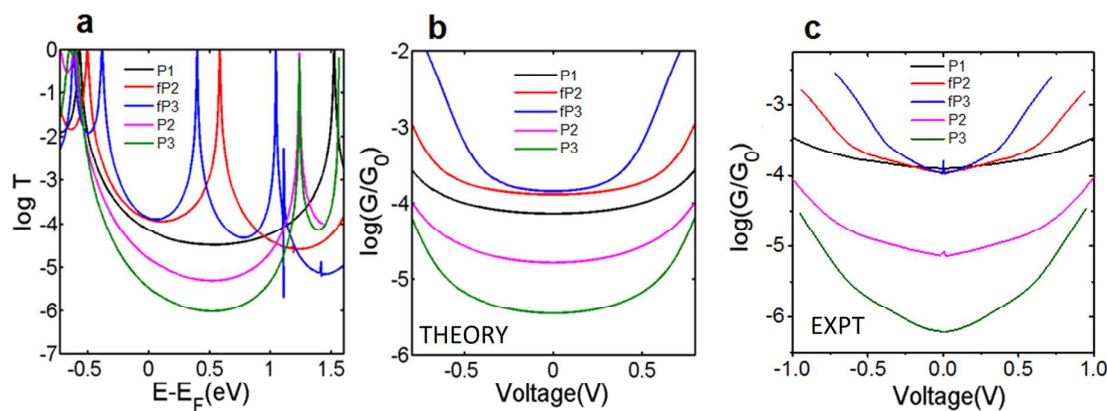 a
b
c
0
-1
-2
-3
-4
-5
-6
-7
log T
P1
fP2
fP3
P2
P3
-0.5
0
0.5
1
1.5
E-E_F(eV)
-2
-3
-4
-5
-6
log(G/G_0)
P1
fP2
fP3
P2
P3
THEORY
-0.5
0
0.5
Voltage(V)
-3
-4
-5
-6
log(G/G_0)
P1
fP2
fP3
P2
P3
EXPT
-1.0
-0.5
0
0.5
1.0
Voltage(V)